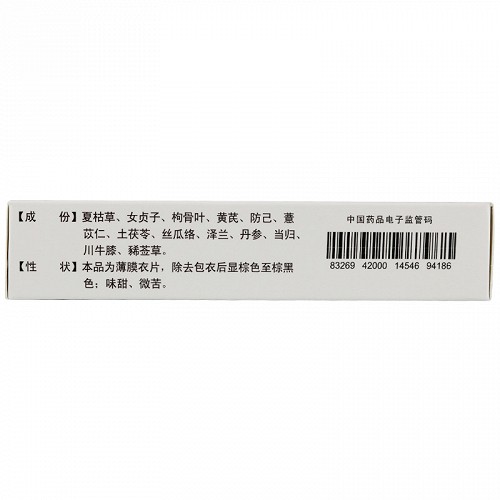 【成 份】夏枯草、女贞子、枸骨叶、黄芪、防己、薏
苡仁、土茯苓、丝瓜络、泽兰、丹参、当归、
川牛膝、豨莶草。
【性 状】本品为薄膜衣片，除去包衣后显棕色至棕黑
色；味甜、微苦。
中国药品电子监管码
83269 42000 14546 94186